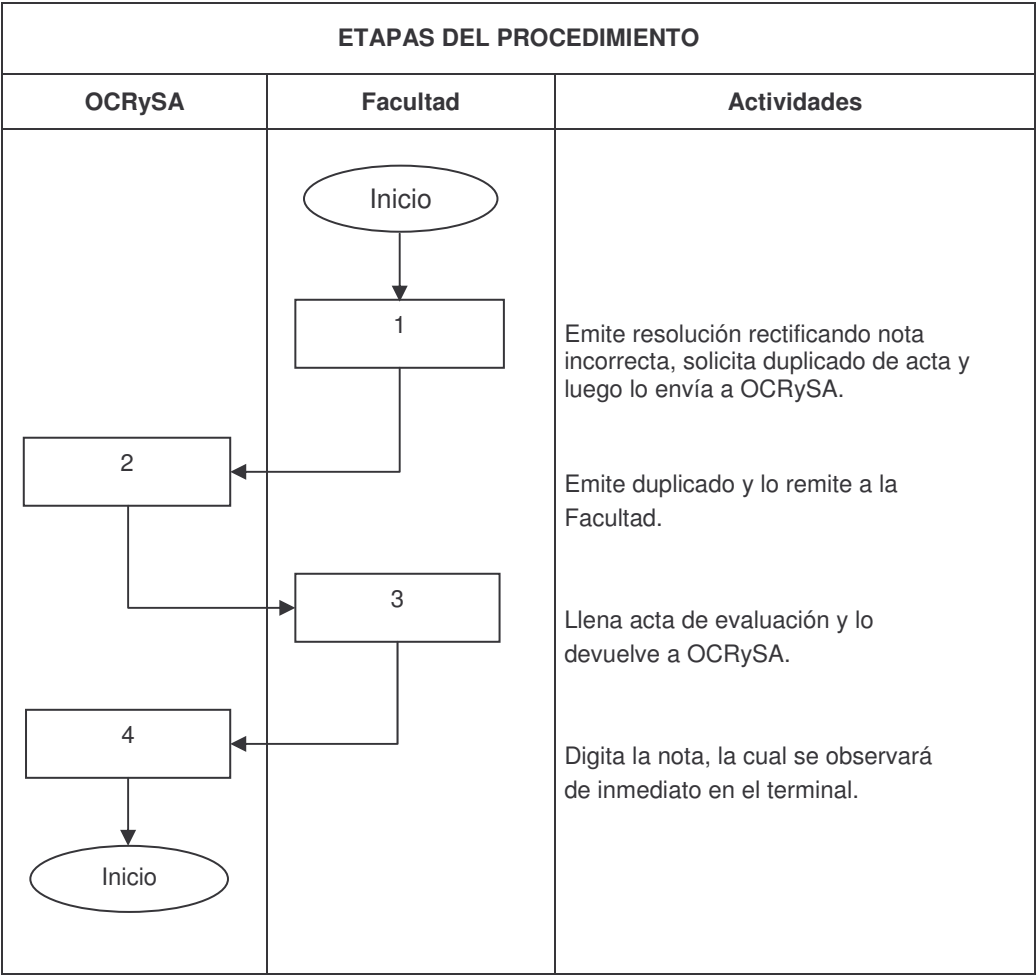 ETAPAS DEL PROCEDIMIENTO
OCRySA
Facultad
Actividades
Inicio
1
Emite resolución rectificando nota
incorrecta, solicita duplicado de acta y
luego lo envía a OCRySA.
2
Emite duplicado y lo remite a la
Facultad.
3
Llena acta de evaluación y lo
devuelve a OCRySA.
4
Digita la nota, la cual se observará
de inmediato en el terminal.
Inicio